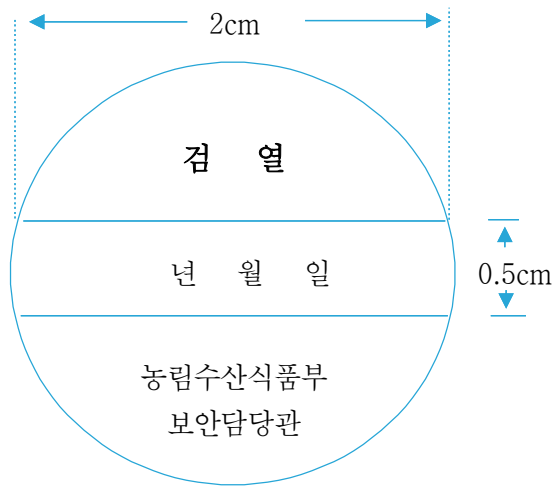 2cm
검 열
년 월 일
0.5cm
농림수산식품부
보안담당관